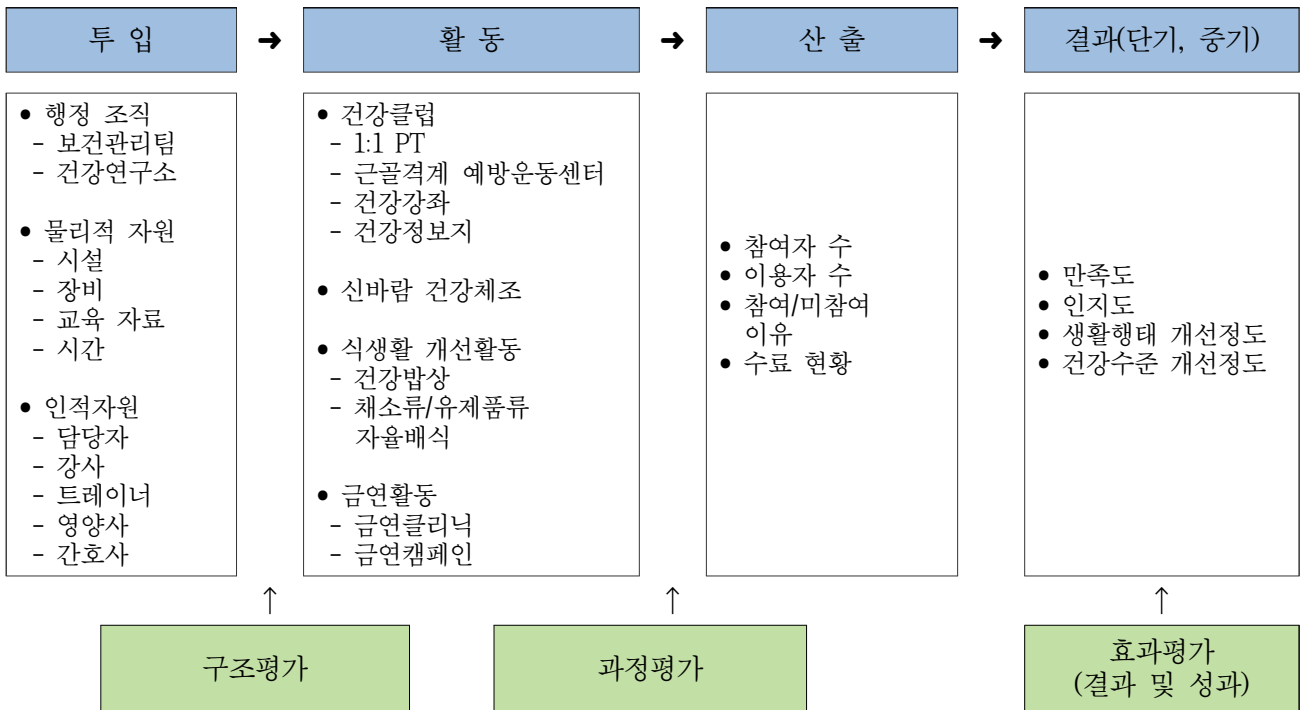 투 입 ➜ 활 동 ➜ 산 출 ➜ 결과(단기, 중기)
• 행정 조직
- 보건관리팀
- 건강연구소
• 물리적 자원
- 시설
- 장비
- 교육 자료
- 시간
• 인적자원
- 담당자
- 강사
- 트레이너
- 영양사
- 간호사
• 건강클럽
- 1:1 PT
- 근골격계 예방운동센터
- 건강강좌
- 건강정보지
• 신바람 건강체조
• 식생활 개선활동
- 건강밥상
- 채소류/유제품류
자율배식
• 금연활동
- 금연클리닉
- 금연캠페인
• 참여자 수
• 이용자 수
• 참여/미참여
이유
• 수료 현황
• 만족도
• 인지도
• 생활행태 개선정도
• 건강수준 개선정도
↑ ↑ ↑
구조평가
과정평가
효과평가
(결과 및 성과)